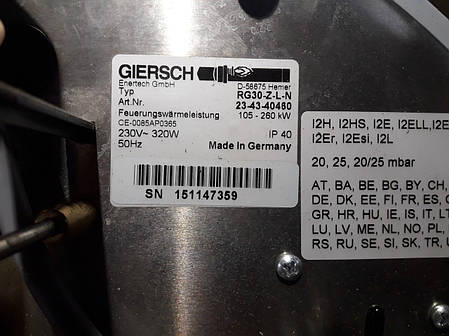 GIERSCH
Enertech GmbH D-58675 Hemer
Typ RG30-Z-L-N
Art.Nr. 23-43-40460
Feuerungswärmeleistung 105 - 260 kW
CE-0085AP0365
230V~ 320W IP 40
50Hz Made in Germany
SN 151147359
I2H, I2HS, I2E, I2ELL, I2E
I2Er, I2Esi, I2L
20, 25, 20/25 mbar
AT, BA, BE, BG, BY, CH,
DE, DK, EE, FI, FR, ES,
GR, HR, HU, IE, IS, IT, LT
LU, LV, ME, NL, NO, PL,
RS, RU, SE, SI, SK, TR,